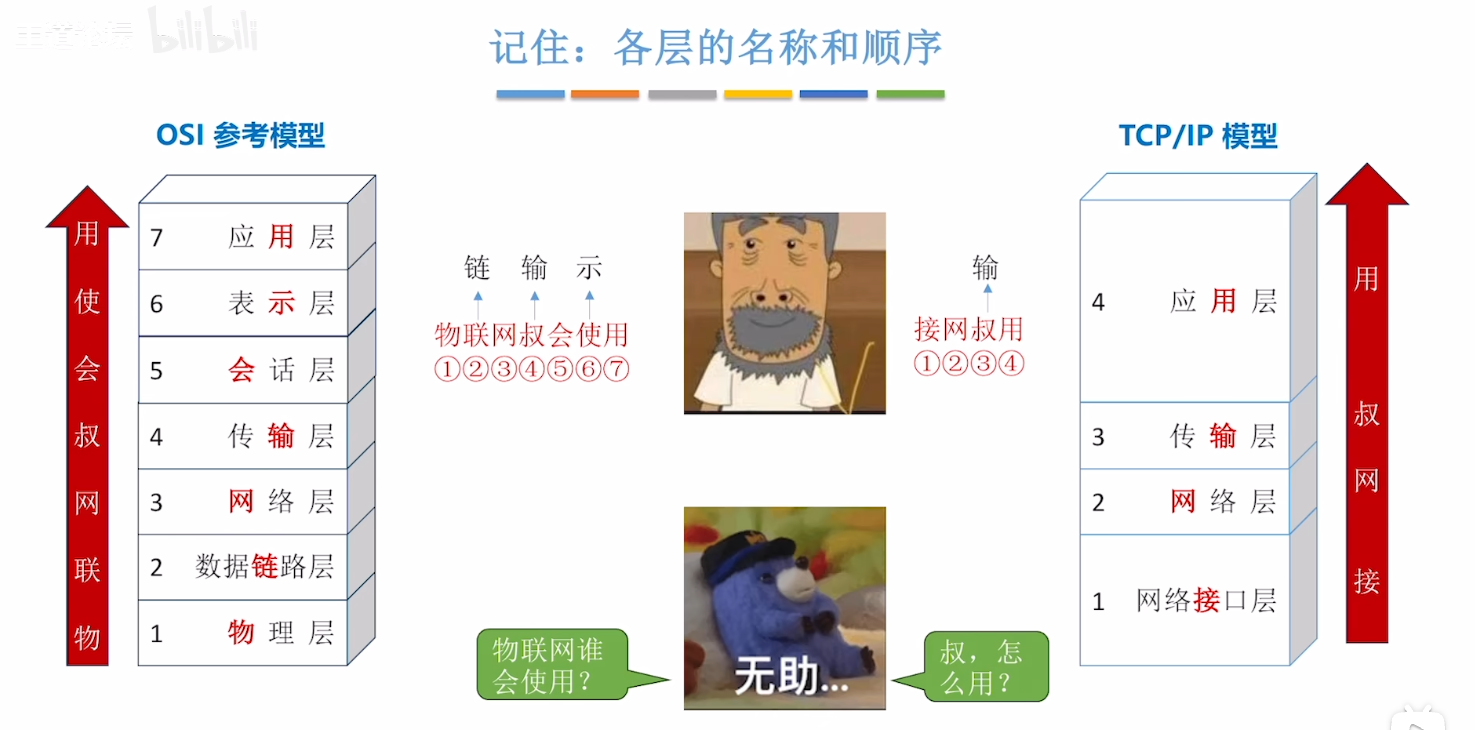 bilibili
记住：各层的名称和顺序
OSI 参考模型
用
使
会
叔
网
联
物
7 应用层
6 表示层
5 会话层
4 传输层
3 网络层
2 数据链路层
1 物理层
链 输 示
物联网叔会使用
①②③④⑤⑥⑦
输
接网叔用
①②③④
物联网谁
会使用？
无助...
叔，怎
么用？
TCP/IP 模型
4 应用层
3 传输层
2 网络层
1 网络接口层
用
叔
网
接